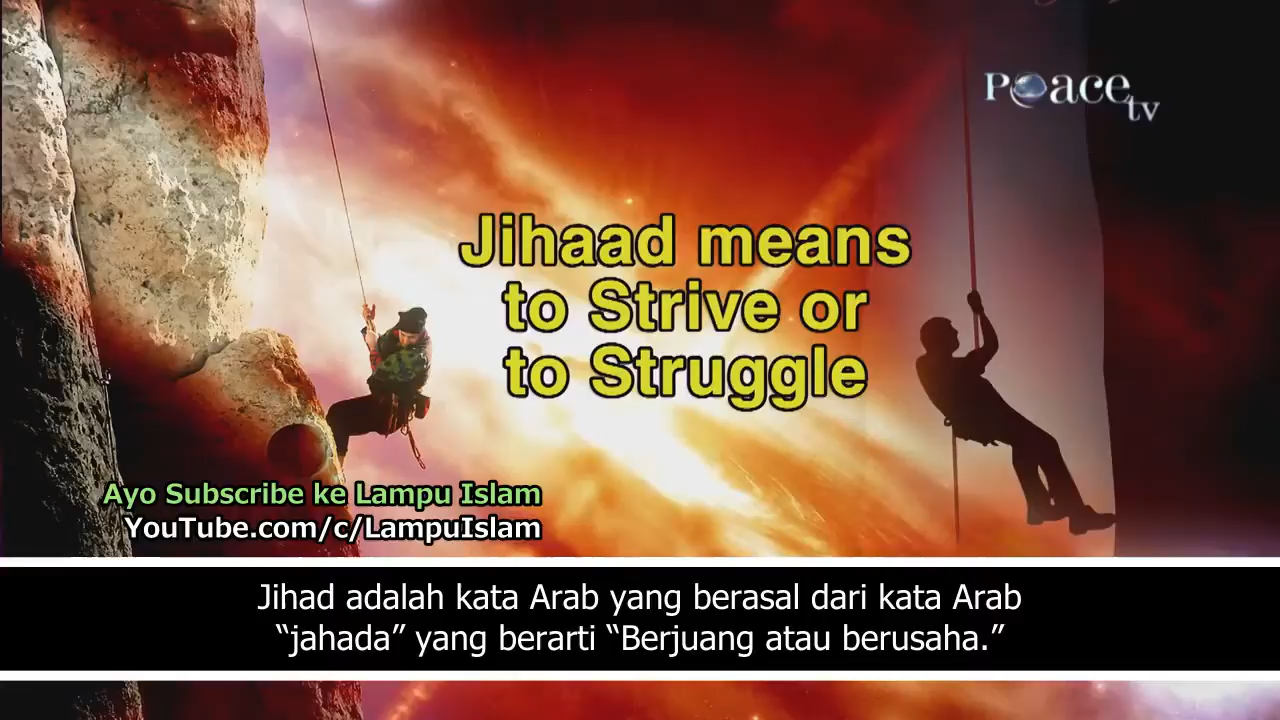 Peace
tv
Jihaad means
to Strive or
to Struggle
Ayo Subscribe ke Lampu Islam
YouTube.com/c/LampuIslam
Jihad adalah kata Arab yang berasal dari kata Arab
“jahada” yang berarti “Berjuang atau berusaha.”